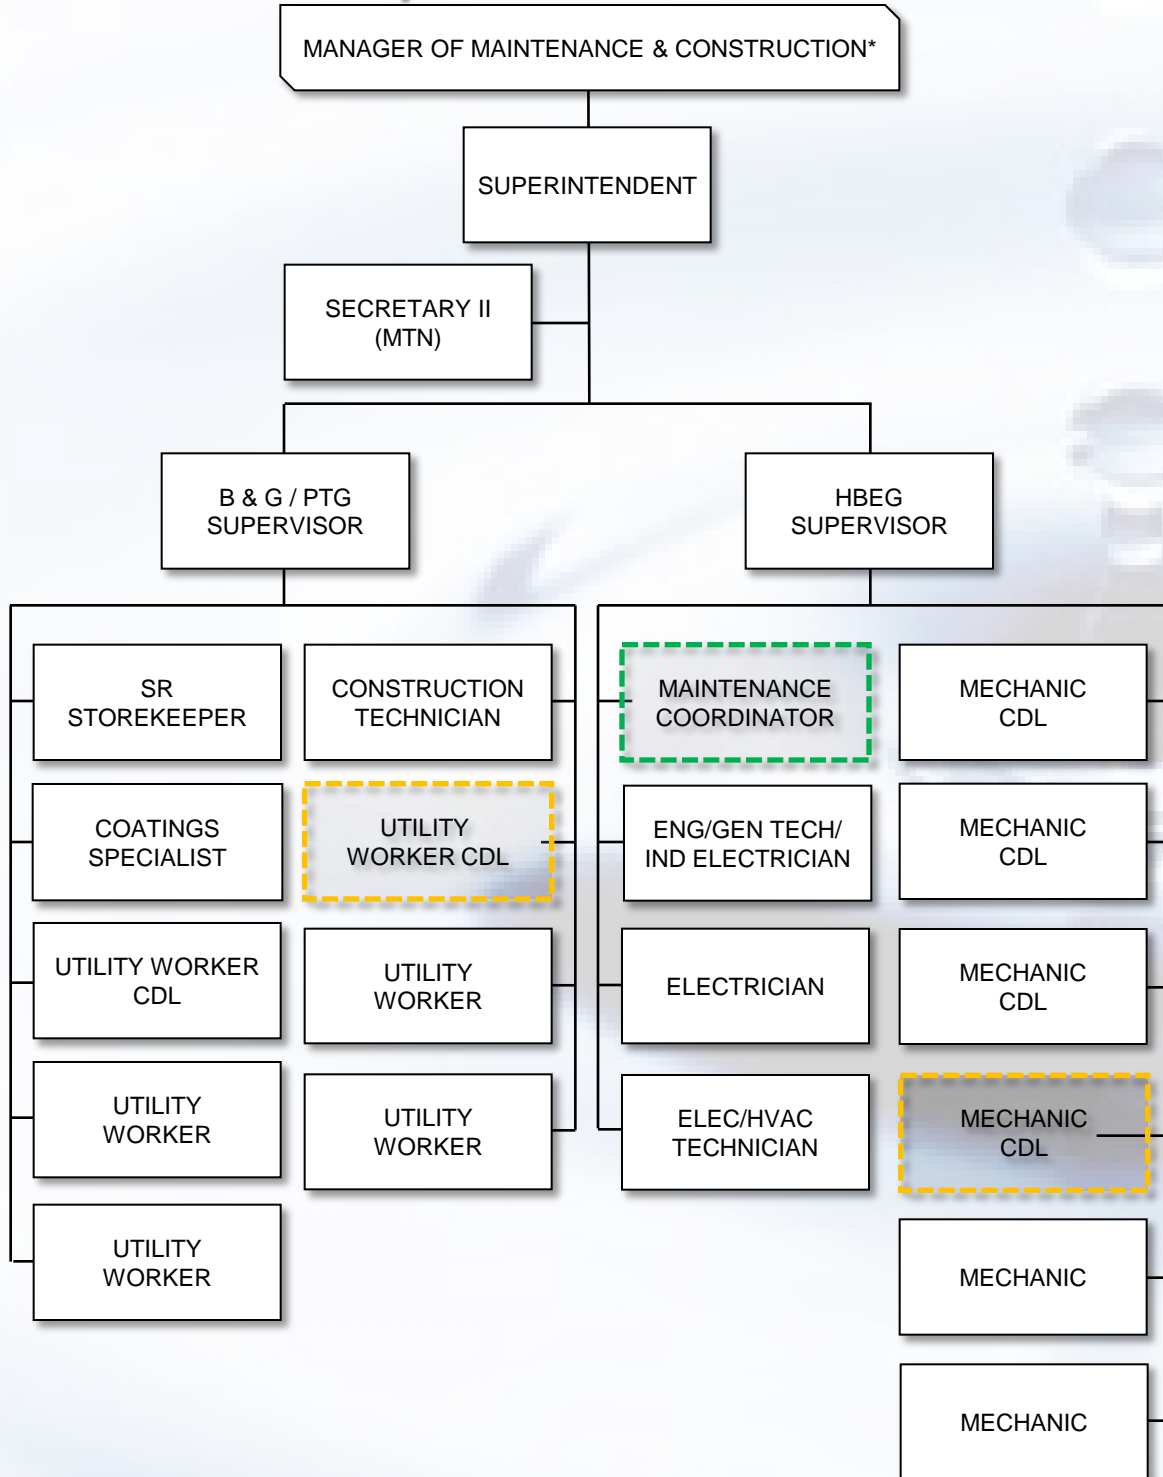 MANAGER OF MAINTENANCE & CONSTRUCTION*
SUPERINTENDENT
SECRETARY II
(MTN)
B & G / PTG
SUPERVISOR
HBEG
SUPERVISOR
SR
STOREKEEPER
CONSTRUCTION
TECHNICIAN
MAINTENANCE
COORDINATOR
MECHANIC
CDL
COATINGS
SPECIALIST
UTILITY
WORKER CDL
ENG/GEN TECH/
IND ELECTRICIAN
MECHANIC
CDL
UTILITY WORKER
CDL
UTILITY
WORKER
ELECTRICIAN
MECHANIC
CDL
UTILITY
WORKER
UTILITY
WORKER
ELEC/HVAC
TECHNICIAN
MECHANIC
CDL
UTILITY
WORKER
MECHANIC
MECHANIC